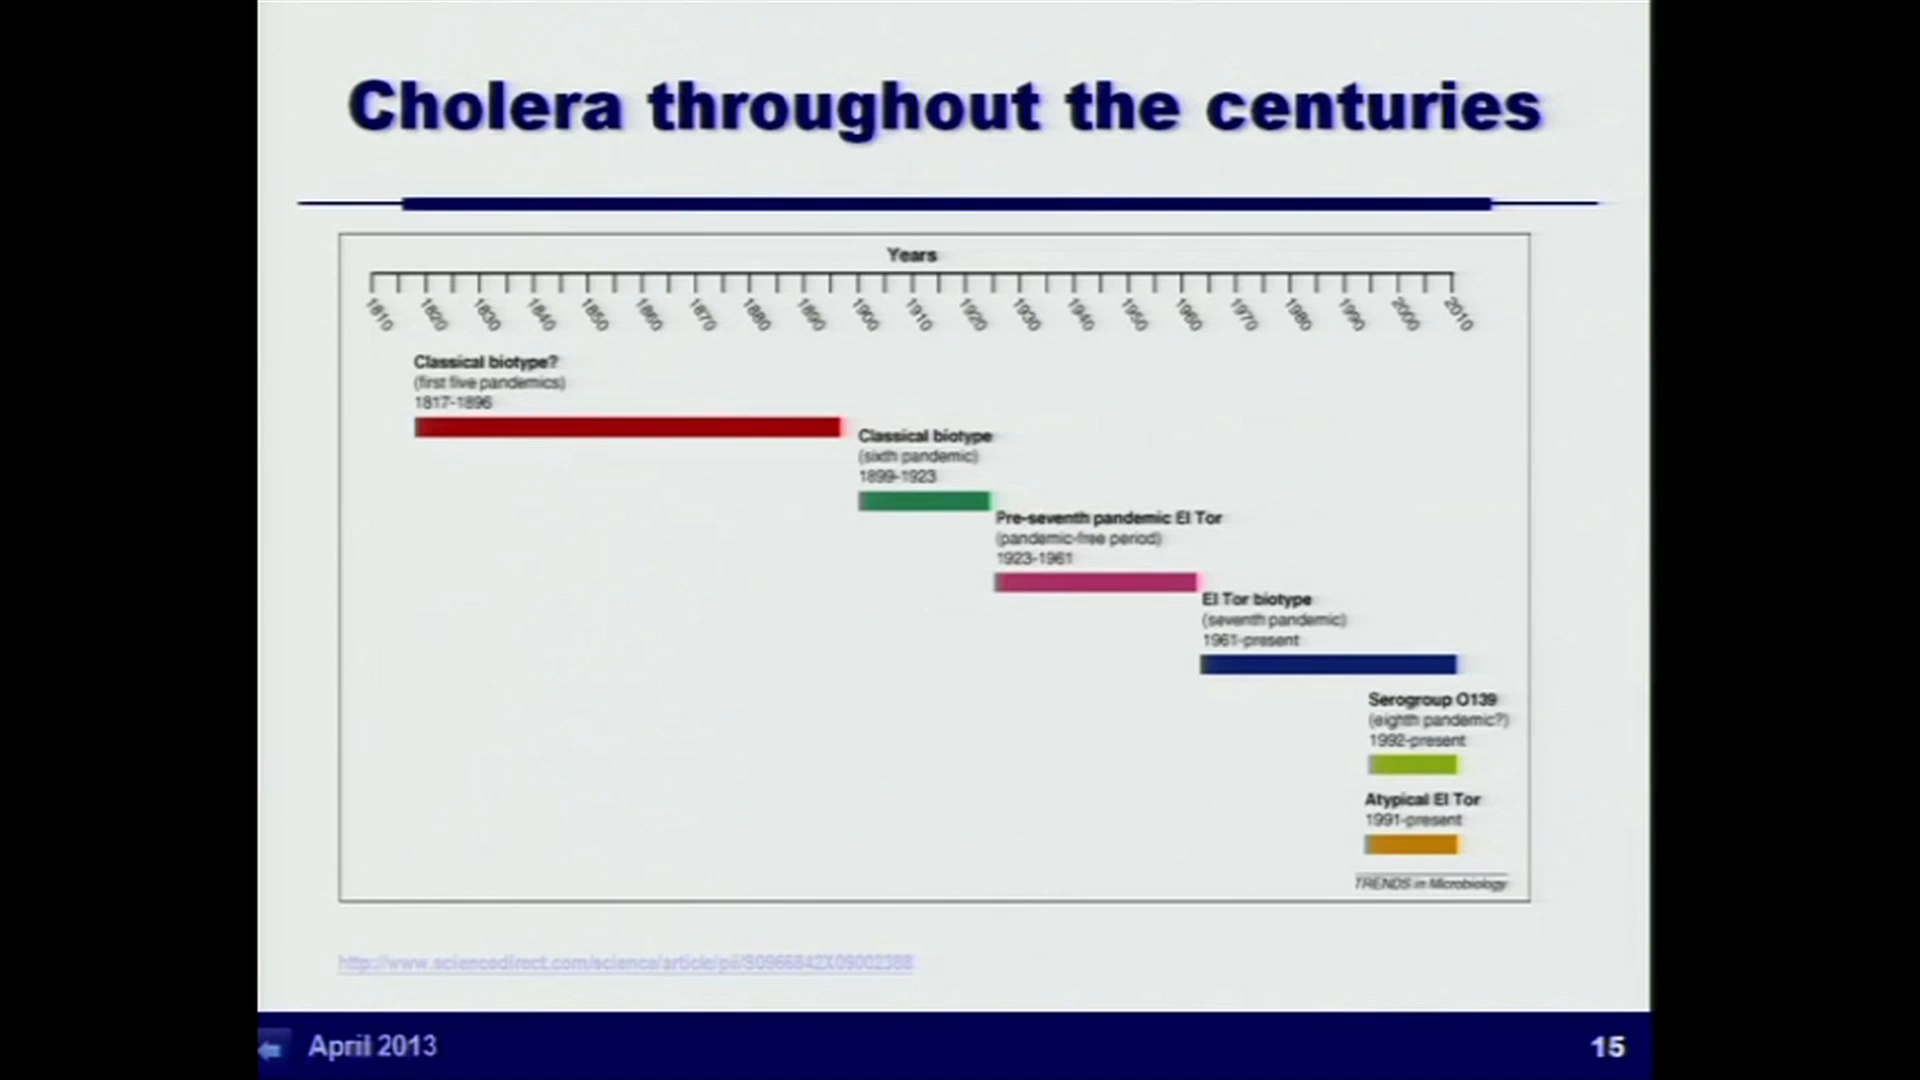 Cholera throughout the centuries
Years
1810 1820 1830 1840 1850 1860 1870 1880 1890 1900 1910 1920 1930 1940 1950 1960 1970 1980 1990 2000 2010
Classical biotype?
(first five pandemics)
1817-1896
Classical biotype
(sixth pandemic)
1899-1923
Pre-seventh pandemic El Tor
(pandemic-free period)
1923-1961
El Tor biotype
(seventh pandemic)
1961-present
Serogroup O139
(eighth pandemic?)
1992-present
Atypical El Tor
1991-present
TRENDS in Microbiology
http://www.sciencedirect.com/science/article/pii/S0966842X09002388
April 2013
15